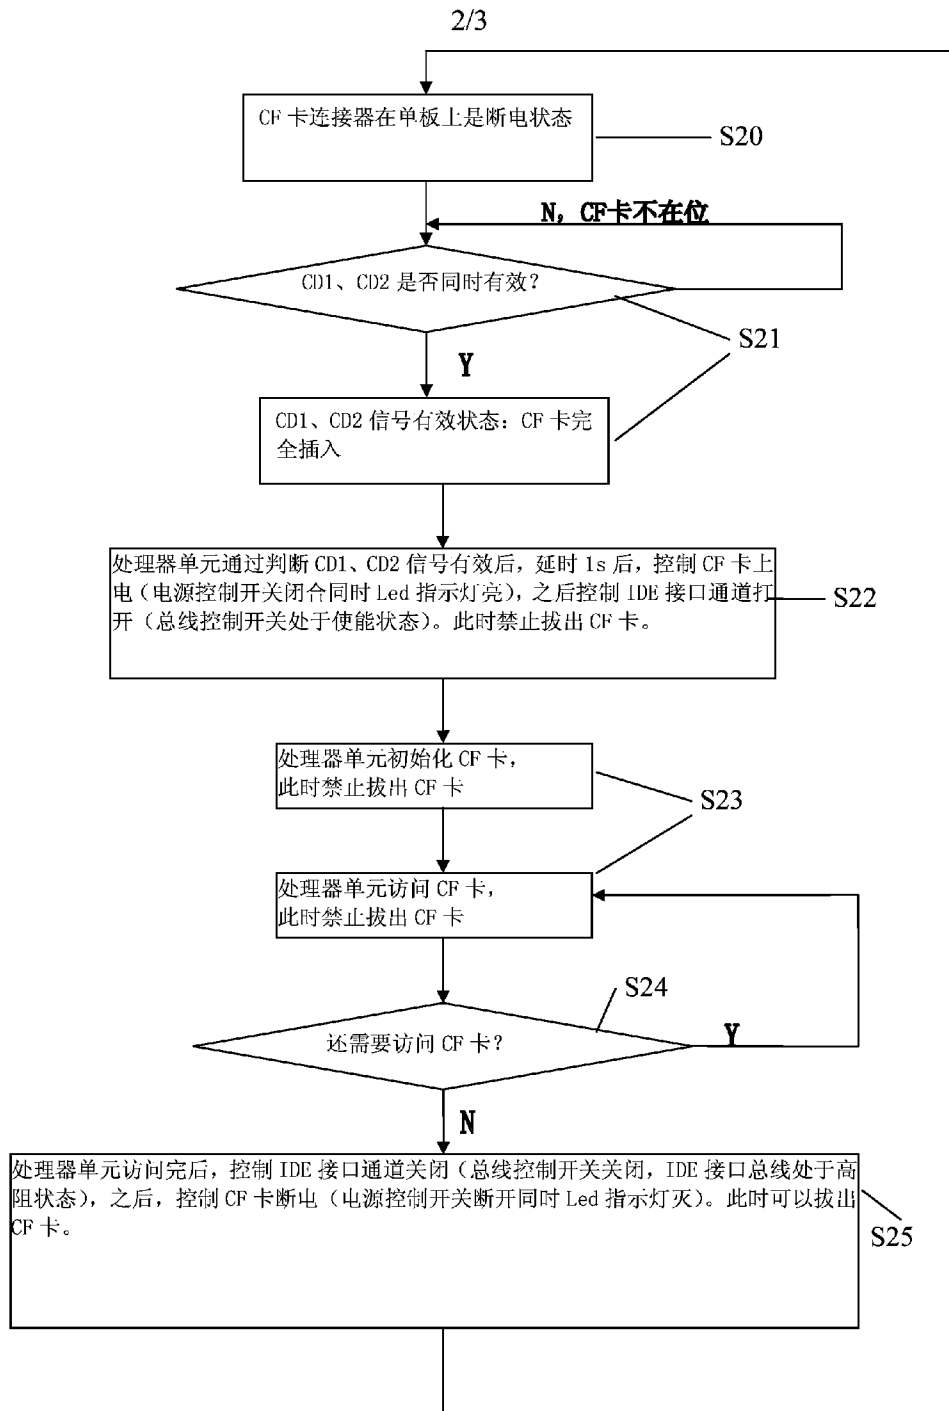 2/3
CF 卡连接器在单板上是断电状态
S20
N，CF卡不在位
CD1、CD2 是否同时有效？
S21
Y
CD1、CD2 信号有效状态：CF 卡完
全插入
处理器单元通过判断 CD1、CD2 信号有效后，延时 1s 后，控制 CF 卡上
电（电源控制开关闭合同时 Led 指示灯亮），之后控制 IDE 接口通道打
开（总线控制开关处于使能状态）。此时禁止拔出 CF 卡。
S22
处理器单元初始化 CF 卡，
此时禁止拔出 CF 卡
S23
处理器单元访问 CF 卡，
此时禁止拔出 CF 卡
S24
还需要访问 CF 卡？
Y
N
处理器单元访问完后，控制 IDE 接口通道关闭（总线控制开关关闭，IDE 接口总线处于高
阻状态），之后，控制 CF 卡断电（电源控制开关断开同时 Led 指示灯灭）。此时可以拔出
CF 卡。
S25